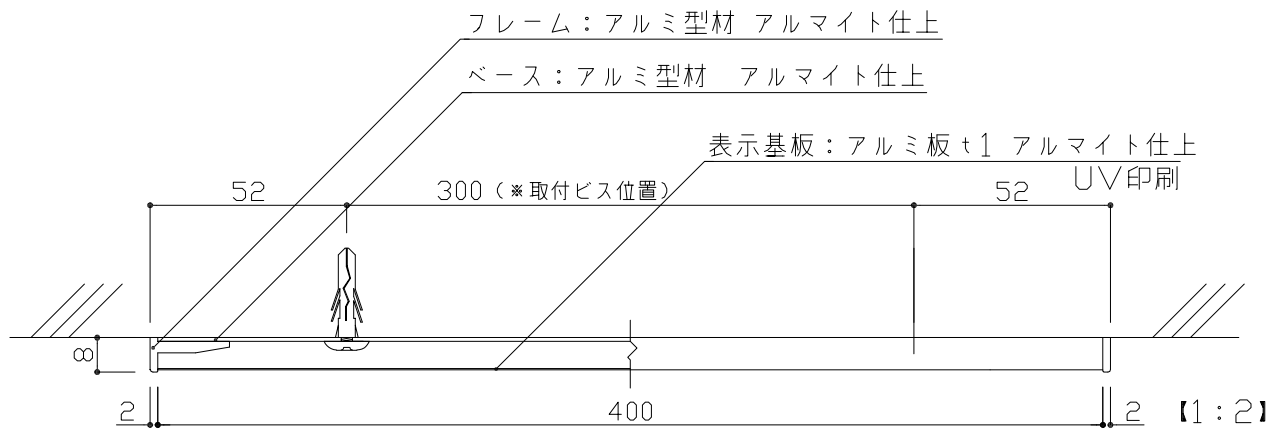 フレーム：アルミ型材 アルマイト仕上
ベース：アルミ型材　アルマイト仕上
表示基板：アルミ板t1 アルマイト仕上
UV印刷
52
300（※取付ビス位置）
52
8
2
400
2
【1：2】